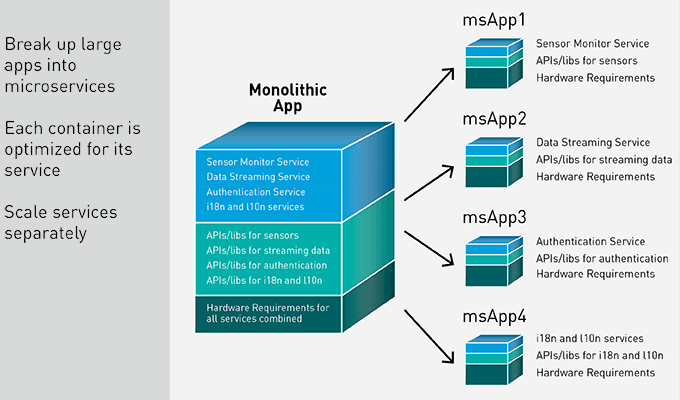 Break up large
apps into
microservices
Each container is
optimized for its
service
Scale services
separately
Monolithic
App
Sensor Monitor Service
Data Streaming Service
Authentication Service
i18n and l10n services
APIs/libs for sensors
APIs/libs for streaming data
APIs/libs for authentication
APIs/libs for i18n and l10n
Hardware Requirements for
all services combined
msApp1
Sensor Monitor Service
APIs/libs for sensors
Hardware Requirements
msApp2
Data Streaming Service
APIs/libs for streaming data
Hardware Requirements
msApp3
Authentication Service
APIs/libs for authentication
Hardware Requirements
msApp4
i18n and l10n services
APIs/libs for i18n and l10n
Hardware Requirements